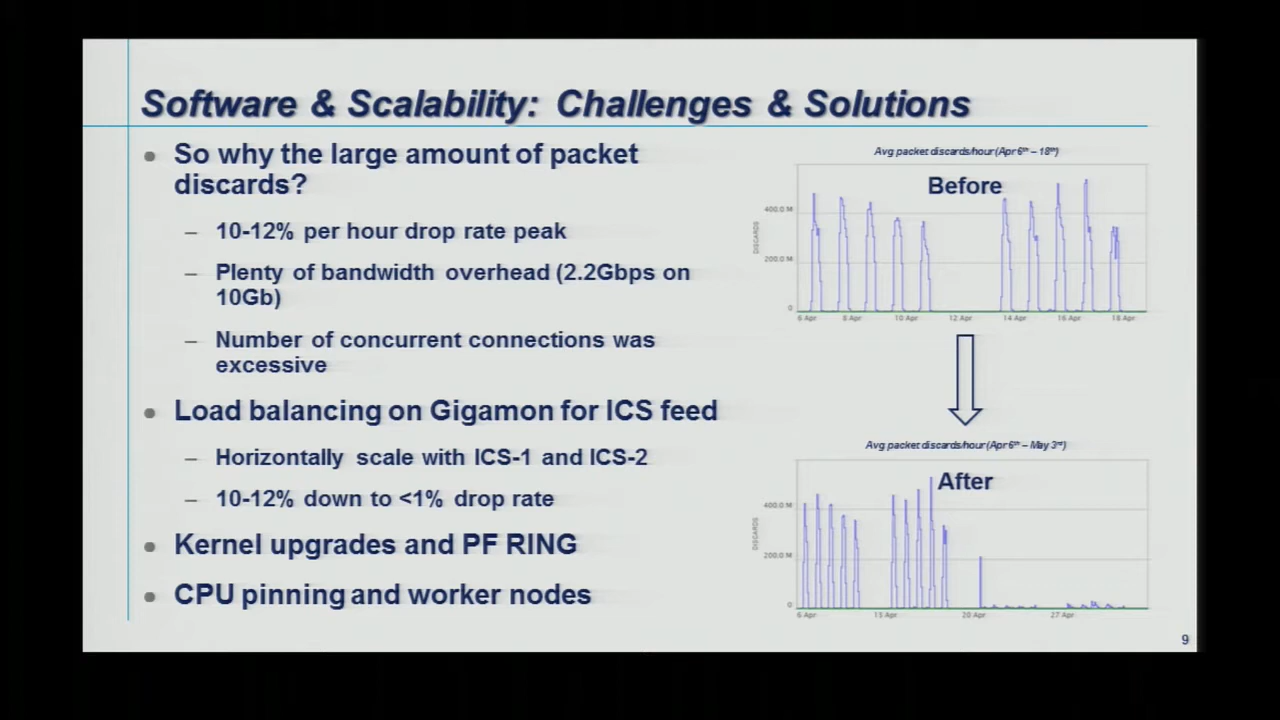 Software & Scalability: Challenges & Solutions
So why the large amount of packet
discards?
– 10-12% per hour drop rate peak
– Plenty of bandwidth overhead (2.2Gbps on
10Gb)
– Number of concurrent connections was
excessive
Load balancing on Gigamon for ICS feed
– Horizontally scale with ICS-1 and ICS-2
– 10-12% down to <1% drop rate
Kernel upgrades and PF RING
CPU pinning and worker nodes
Avg packet discards/hour (Apr 6th – 18th)
Before
400.0 M
200.0 M
0
DISCARDS
6 Apr 8 Apr 10 Apr 12 Apr 14 Apr 16 Apr 18 Apr
Avg packet discards/hour (Apr 6th – May 3rd)
After
400.0 M
200.0 M
0
DISCARDS
6 Apr 13 Apr 20 Apr 27 Apr
9